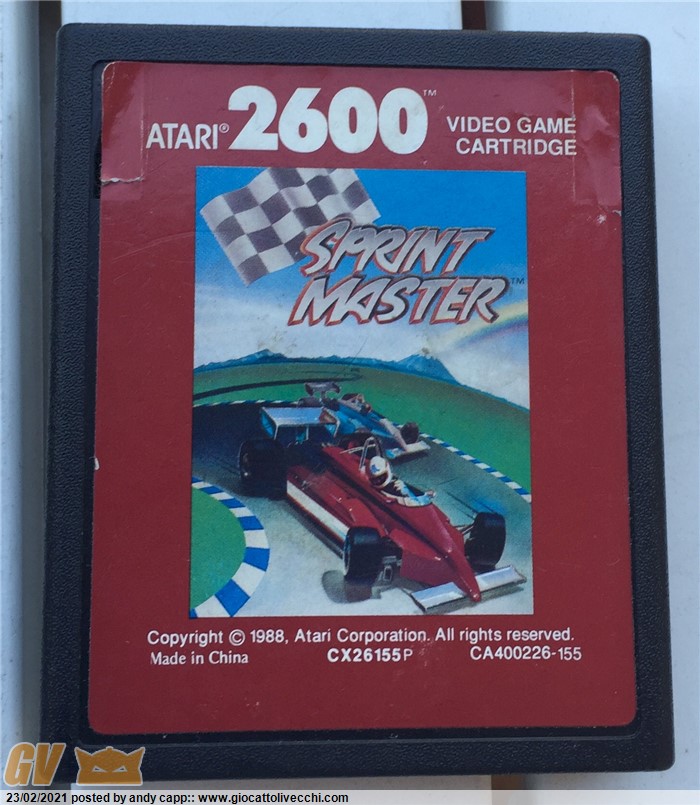 ATARI® 2600™ VIDEO GAME
CARTRIDGE
SPRINT
MASTER™
Copyright © 1988, Atari Corporation. All rights reserved.
Made in China CX26155P CA400226-155
GV
23/02/2021 posted by andy capp:: www.giocattolivecchi.com